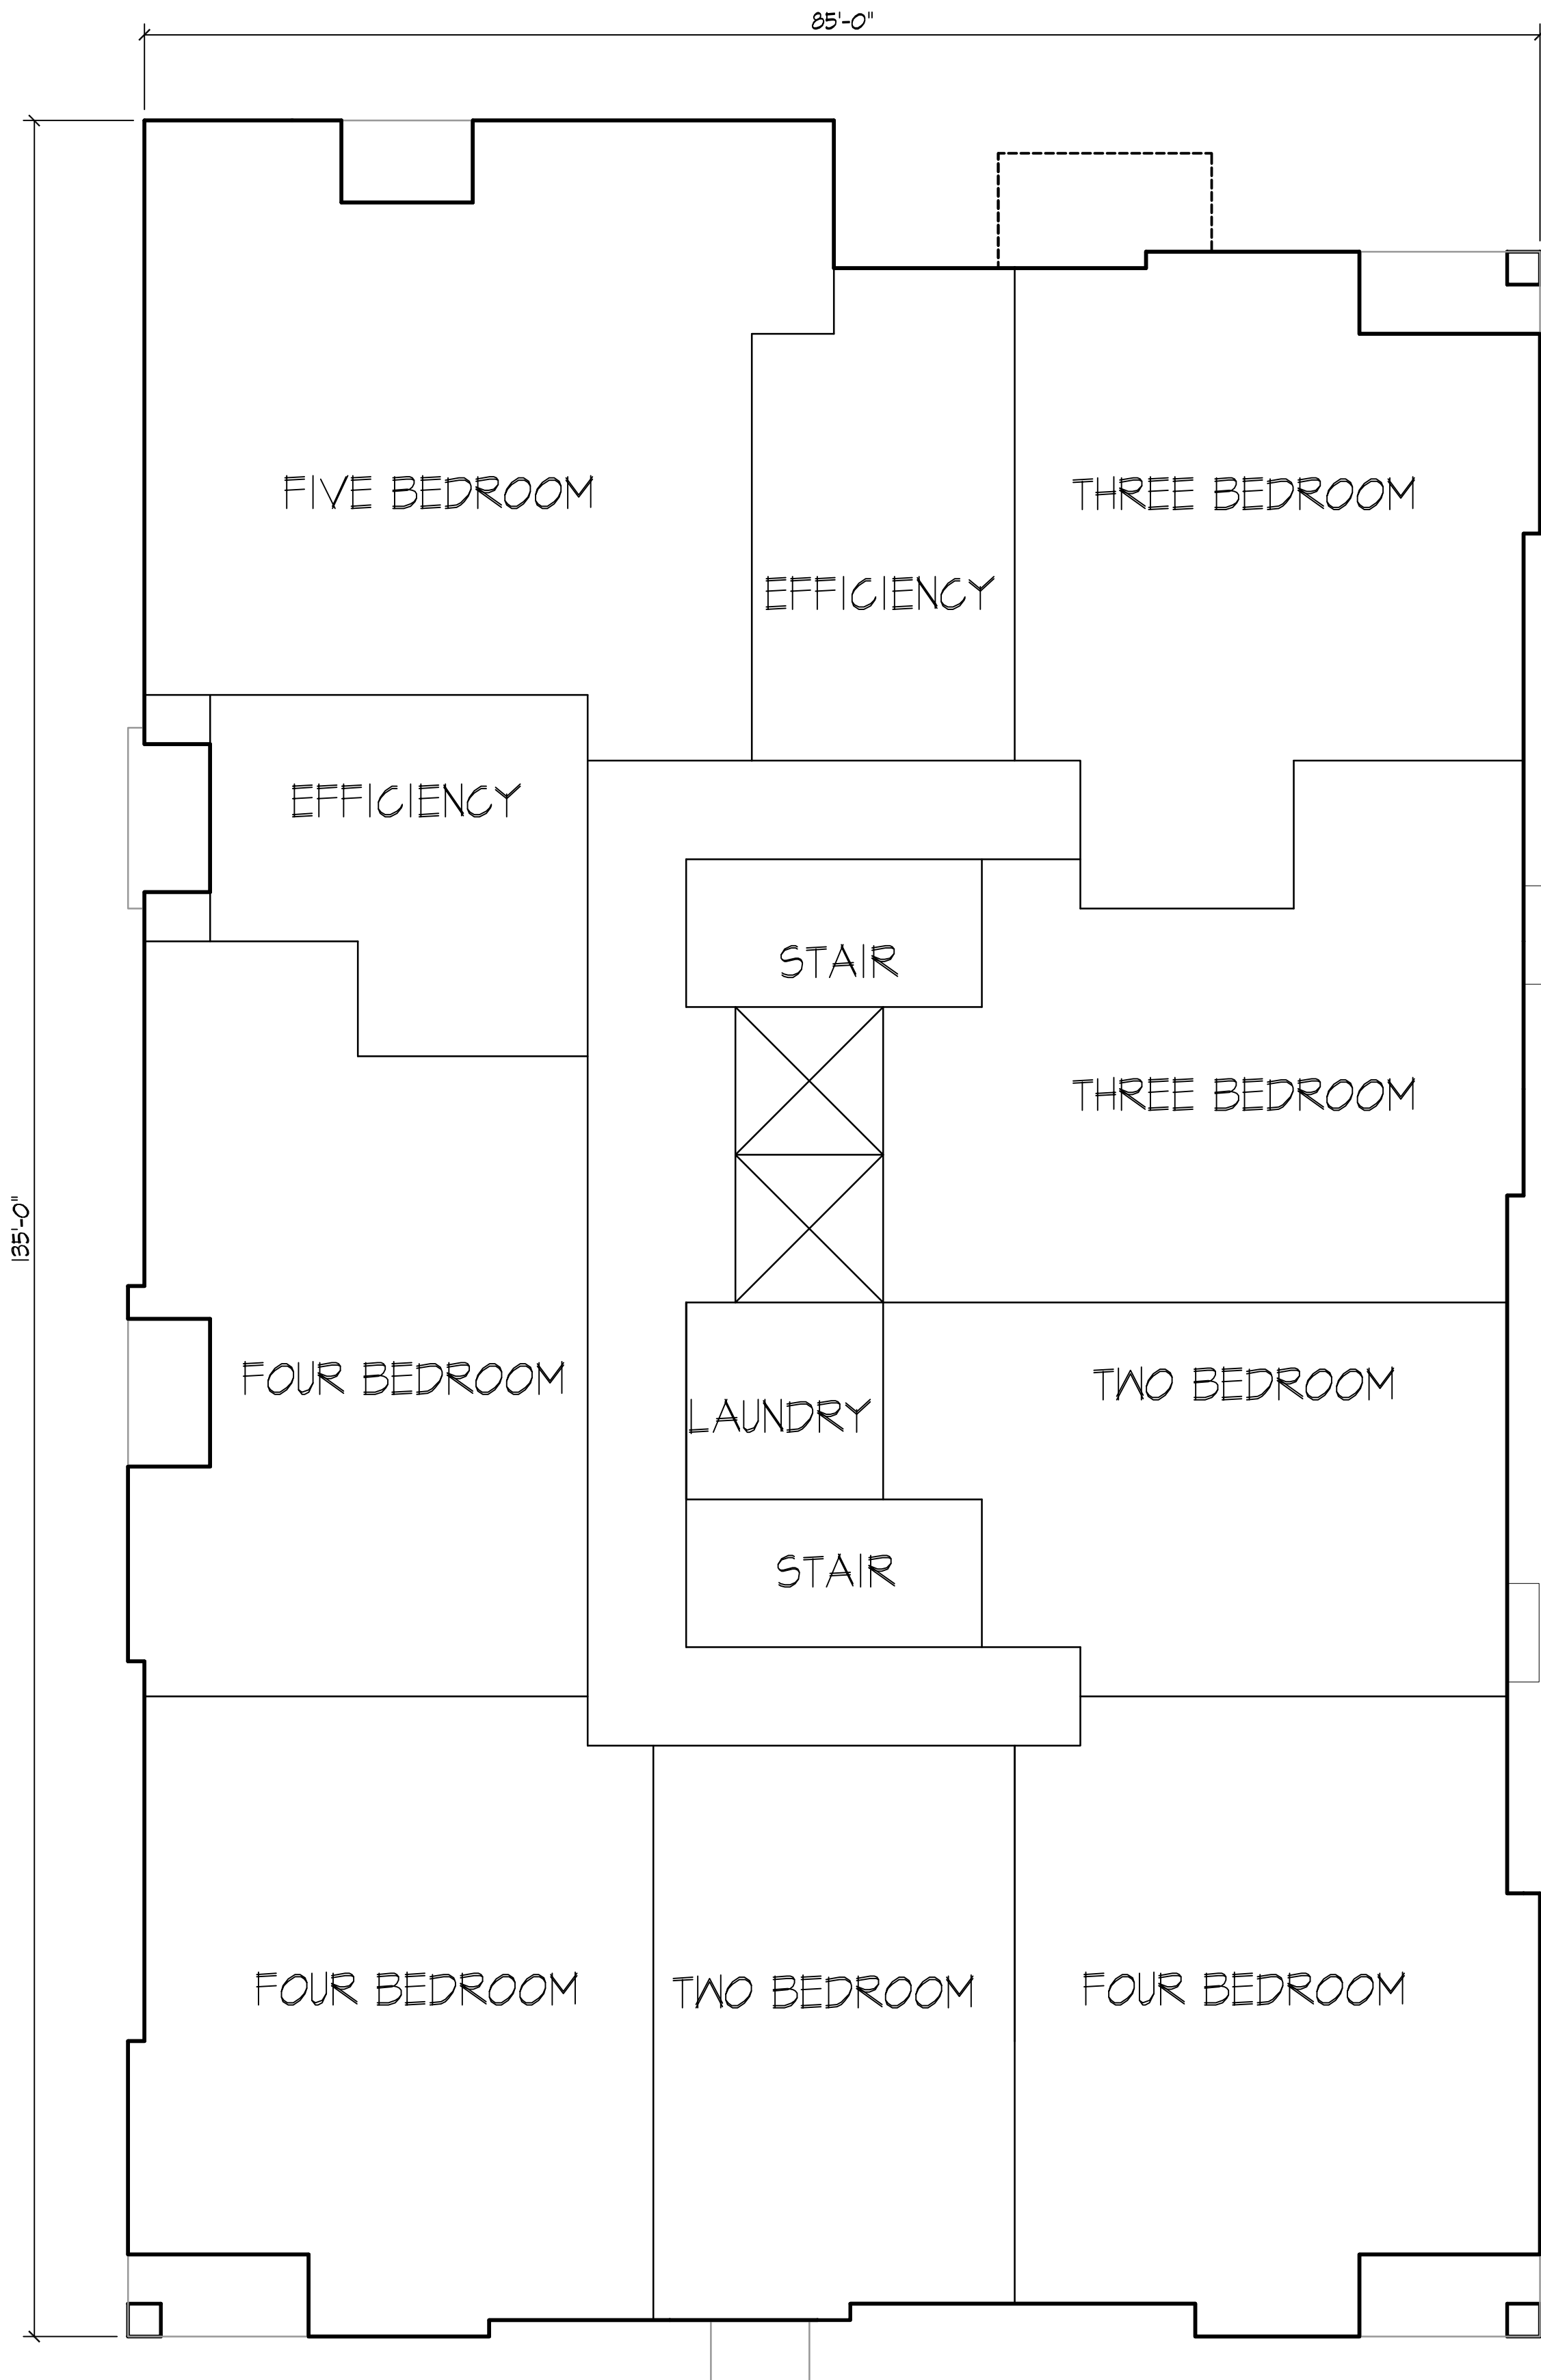 85'-0"
FIVE BEDROOM
THREE BEDROOM
EFFICIENCY
EFFICIENCY
STAIR
THREE BEDROOM
135'-0"
FOUR BEDROOM
TWO BEDROOM
LAUNDRY
STAIR
FOUR BEDROOM
TWO BEDROOM
FOUR BEDROOM